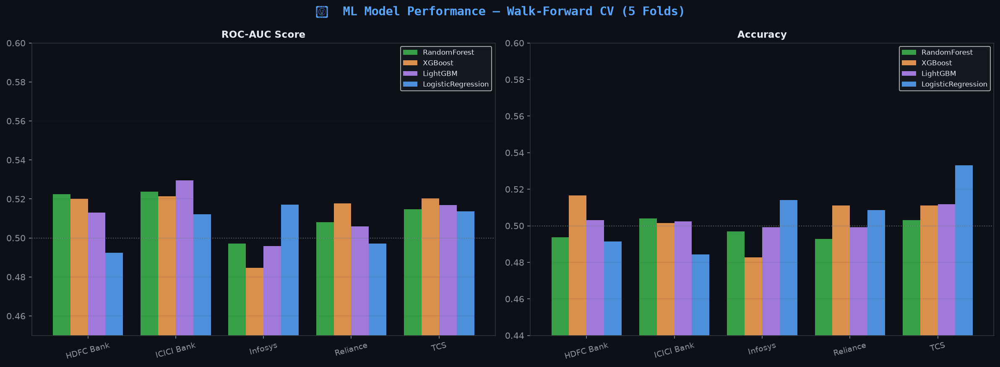 ML Model Performance — Walk-Forward CV (5 Folds)
ROC-AUC Score
0.60
0.58
0.56
0.54
0.52
0.50
0.48
0.46
RandomForest
XGBoost
LightGBM
LogisticRegression
HDFC Bank
ICICI Bank
Infosys
Reliance
TCS
Accuracy
0.60
0.58
0.56
0.54
0.52
0.50
0.48
0.46
0.44
RandomForest
XGBoost
LightGBM
LogisticRegression
HDFC Bank
ICICI Bank
Infosys
Reliance
TCS